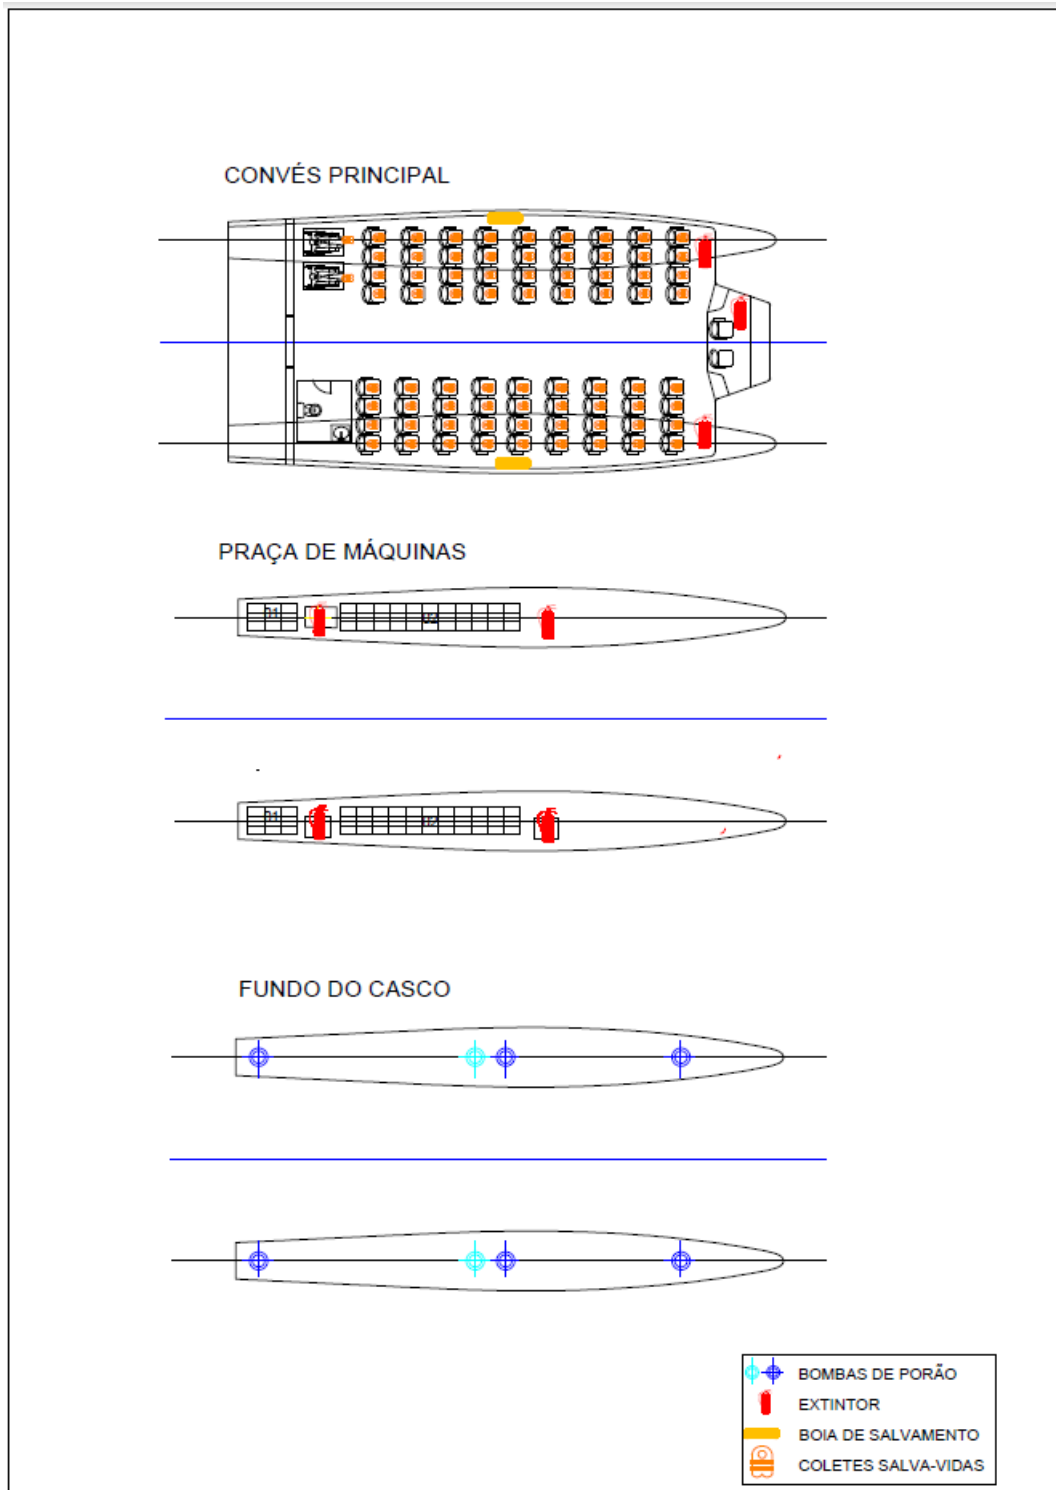 CONVÉS PRINCIPAL
PRAÇA DE MÁQUINAS
FUNDO DO CASCO
BOMBAS DE PORÃO
EXTINTOR
BOIA DE SALVAMENTO
COLETES SALVA-VIDAS